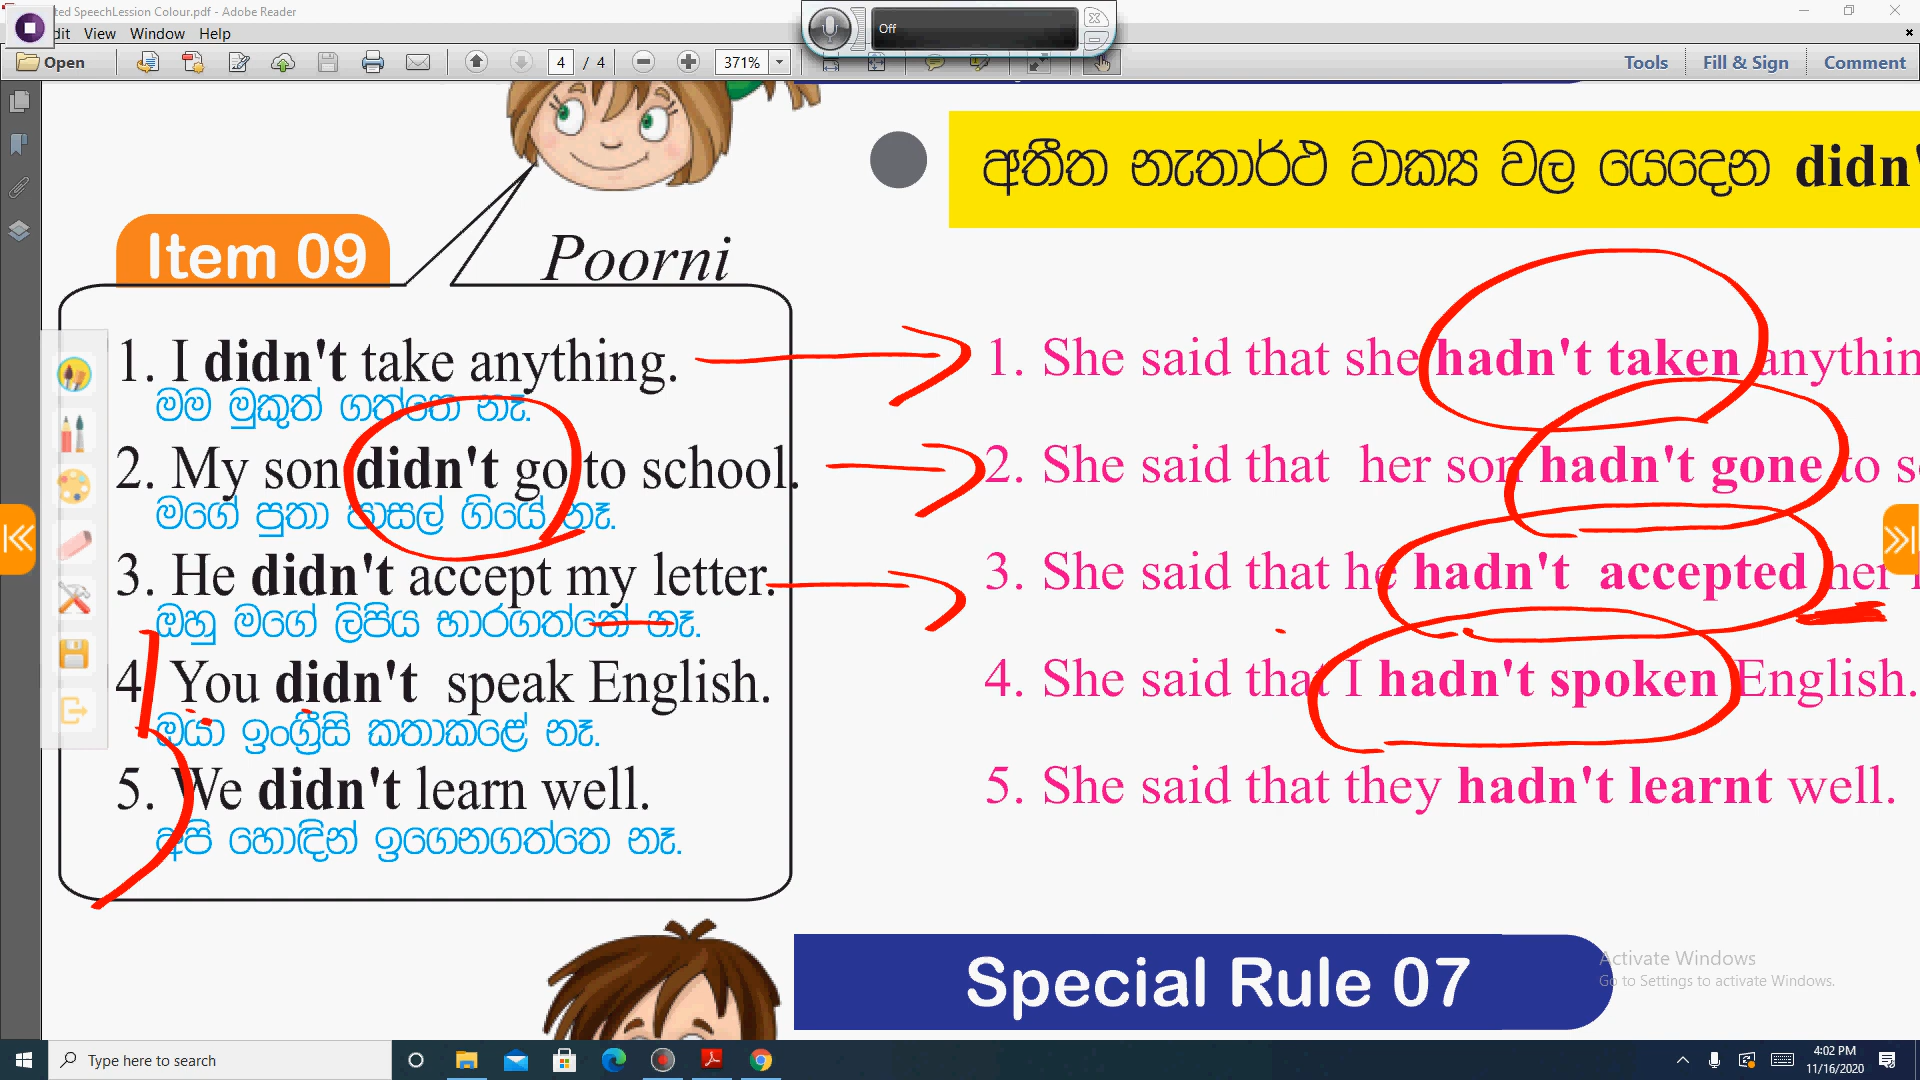 ted SpeechLession Colour.pdf - Adobe Reader
dit View Window Help
Off
Open
4 / 4
371%
Tools Fill & Sign Comment
අතීත නැතාර්ථ වාක්‍ය වල යෙදෙන didn'
Item 09
Poorni
1. I didn't take anything.
මම මුකුත් ගත්තෙ නෑ.
2. My son didn't go to school.
මගේ පුතා පාසල් ගියේ නෑ.
3. He didn't accept my letter.
ඔහු මගේ ලිපිය භාරගත්තේ නෑ.
4. You didn't speak English.
ඔයා ඉංග්‍රීසි කතාකළේ නෑ.
5. We didn't learn well.
අපි හොඳින් ඉගෙනගත්තෙ නෑ.
1. She said that she hadn't taken anythin
2. She said that her son hadn't gone to s
3. She said that he hadn't accepted her
4. She said that I hadn't spoken English.
5. She said that they hadn't learnt well.
Special Rule 07
Activate Windows
Go to Settings to activate Windows.
Type here to search
4:02 PM
11/16/2020